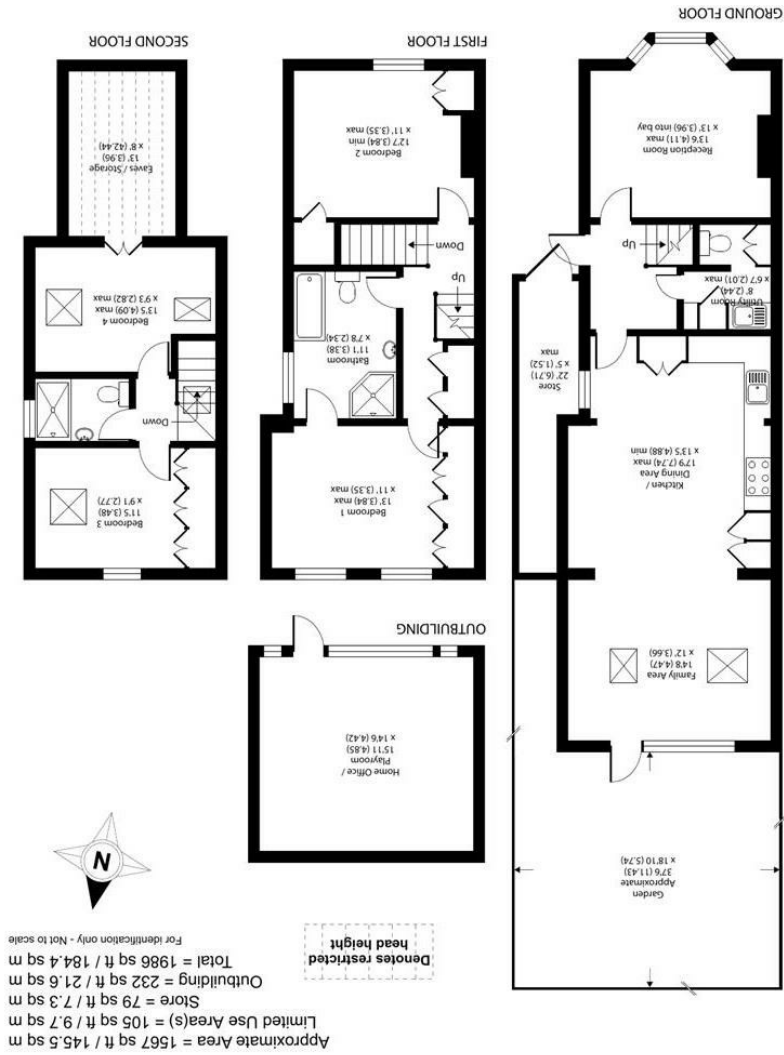 GROUND FLOOR
Reception Room
13'6 (4.11) max
x 13' (3.96) into bay
Up
Utility Room
8' (2.44)
x 6'7 (2.01) max
Store
22' (6.71)
x 5' (1.52)
max
Kitchen /
Dining Area
17'9 (7.74) max
x 13'5 (4.88) min
Family Area
14'8 (4.47)
x 12' (3.66)
Garden
Approximate
37'6 (11.43)
x 18'10 (5.74)
FIRST FLOOR
Bedroom 2
12'7 (3.84) min
x 11' (3.35) max
Down
Up
Bathroom
11'1 (3.38)
x 7'8 (2.34)
Bedroom 1
13' (3.84) max
x 11' (3.35) max
SECOND FLOOR
Eaves / Storage
13' (3.96)
x 8' (42.44)
Bedroom 4
13'5 (4.09) max
x 9'3 (2.82) max
Down
Bedroom 3
11'5 (3.48)
x 9'1 (2.77)
OUTBUILDING
Home Office /
Playroom
15'11 (4.85)
x 14'6 (4.42)
N
Denotes restricted
head height
Approximate Area = 1567 sq ft / 145.5 sq m
Limited Use Area(s) = 105 sq ft / 9.7 sq m
Store = 79 sq ft / 7.3 sq m
Outbuilding = 232 sq ft / 21.6 sq m
Total = 1986 sq ft / 184.4 sq m
For identification only - Not to scale